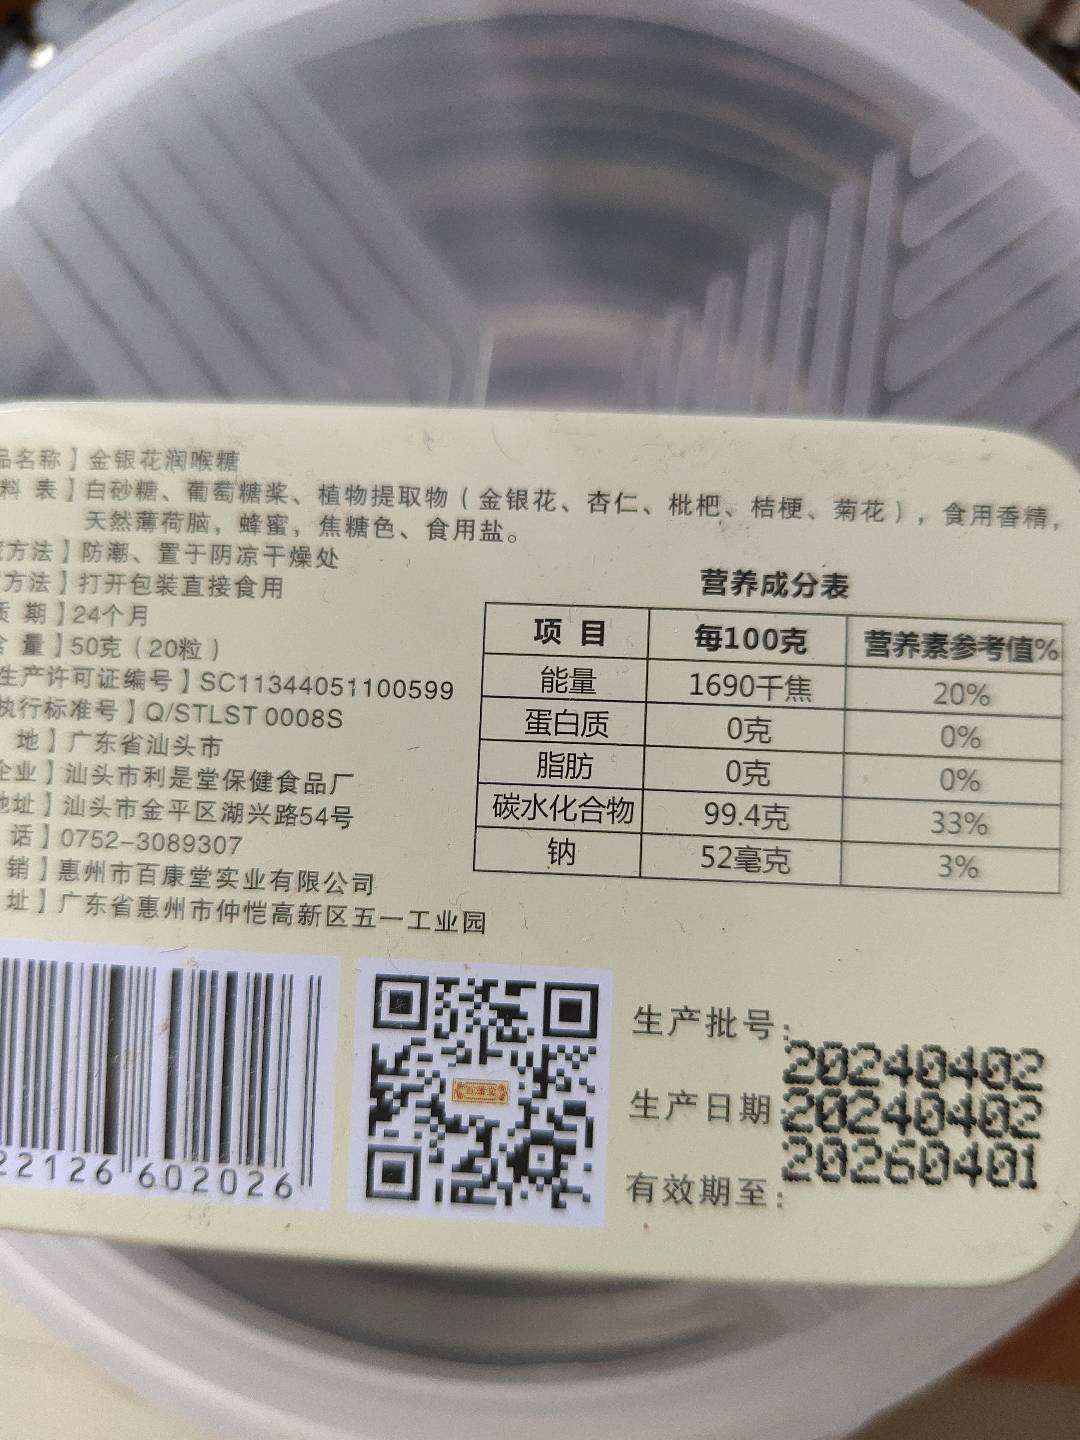 品名称】金银花润喉糖
料 表】白砂糖、葡萄糖浆、植物提取物（金银花、杏仁、枇杷、桔梗、菊花），食用香精，
天然薄荷脑，蜂蜜，焦糖色、食用盐。
方法】防潮、置于阴凉干燥处
方法】打开包装直接食用
质 期】24个月
含 量】50克（20粒）
生产许可证编号】SC11344051100599
执行标准号】Q/STLST 0008S
地】广东省汕头市
企业】汕头市利是堂保健食品厂
地址】汕头市金平区湖兴路54号
话】0752-3089307
销】惠州市百康堂实业有限公司
址】广东省惠州市仲恺高新区五一工业园
营养成分表
项 目 每100克 营养素参考值%
能量 1690千焦 20%
蛋白质 0克 0%
脂肪 0克 0%
碳水化合物 99.4克 33%
钠 52毫克 3%
22126 602026
生产批号：20240402
生产日期：20240402
有效期至：20260401